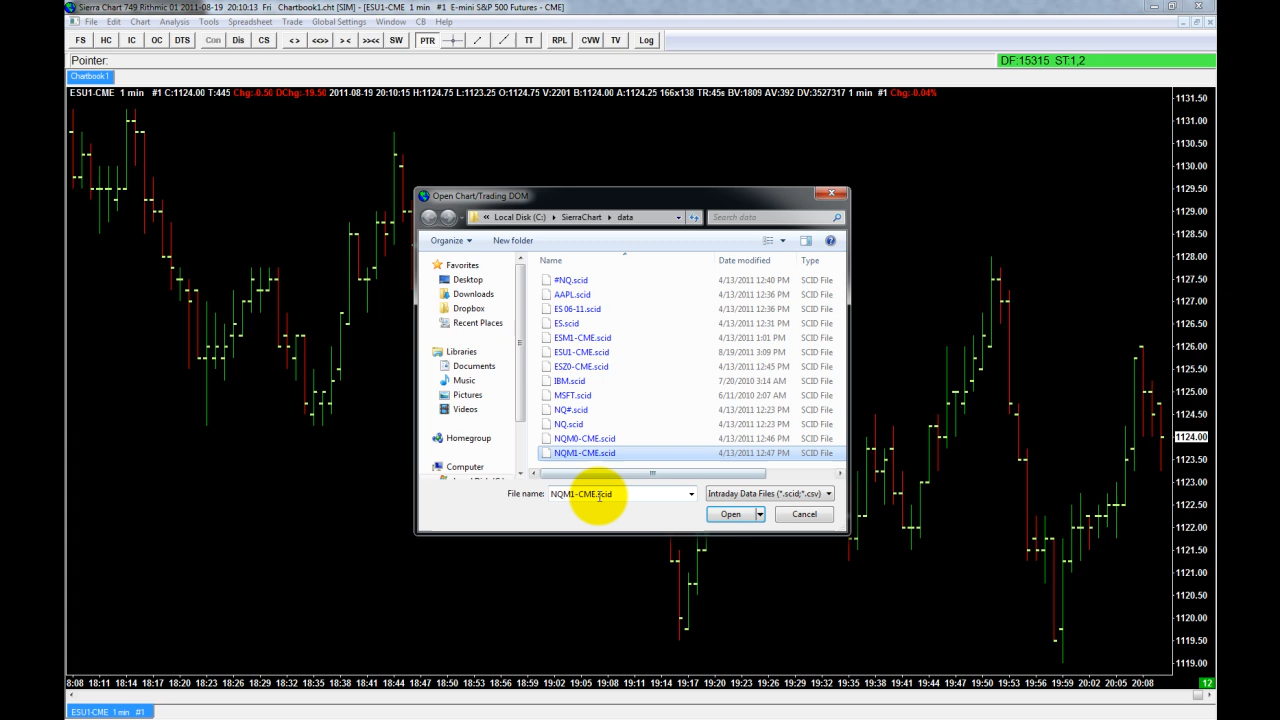 Sierra Chart 749 Rithmic 01 2011-08-19  20:10:13  Fri  Chartbook1.cht [SIM] - [ESU1-CME  1 min  #1  E-mini S&P 500 Futures - CME]
File Edit Chart Analysis Tools Spreadsheet Trade Global Settings Window CB Help
FS HC IC OC DTS Con Dis CS < > <<>> > < >><< SW PTR TT RPL CVW TV Log
Pointer: DF:15315 ST:1,2
Chartbook1
ESU1-CME  1 min  #1 C:1124.00 T:445 Chg:-0.50 DChg:-19.50 2011-08-19 20:10:15 H:1124.75 L:1123.25 O:1124.75 V:2201 B:1124.00 A:1124.25 166x138 TR:45s BV:1809 AV:392 DV:3527317 1 min  #1 Chg:-0.04%
1131.50
1131.00
1130.50
1130.00
1129.50
1129.00
1128.50
1128.00
1127.50
1127.00
1126.50
1126.00
1125.50
1125.00
1124.50
1124.00
1123.50
1123.00
1122.50
1122.00
1121.50
1121.00
1120.50
1120.00
1119.50
1119.00
Open Chart/Trading DOM
« Local Disk (C:) SierraChart data Search data
Organize New folder
Favorites
Desktop
Downloads
Dropbox
Recent Places
Libraries
Documents
Music
Pictures
Videos
Homegroup
Computer
Name Date modified Type
#NQ.scid 4/13/2011 12:40 PM SCID File
AAPL.scid 4/13/2011 12:36 PM SCID File
ES 06-11.scid 4/13/2011 12:36 PM SCID File
ES.scid 4/13/2011 12:31 PM SCID File
ESM1-CME.scid 4/13/2011 1:01 PM SCID File
ESU1-CME.scid 8/19/2011 3:09 PM SCID File
ESZ0-CME.scid 4/13/2011 12:45 PM SCID File
IBM.scid 7/20/2010 3:14 AM SCID File
MSFT.scid 6/11/2010 2:07 AM SCID File
NQ#.scid 4/13/2011 12:23 PM SCID File
NQ.scid 4/13/2011 12:23 PM SCID File
NQM0-CME.scid 4/13/2011 12:46 PM SCID File
NQM1-CME.scid 4/13/2011 12:47 PM SCID File
File name: NQM1-CME.scid Intraday Data Files (*.scid;*.csv)
Open Cancel
18:08 18:11 18:14 18:17 18:20 18:23 18:26 18:29 18:32 18:35 18:38 18:41 18:44 18:47 18:50 18:53 18:56 18:59 19:02 19:05 19:08 19:11 19:14 19:17 19:20 19:23 19:26 19:29 19:32 19:35 19:38 19:41 19:44 19:47 19:50 19:53 19:56 19:59 20:02 20:05 20:08 12
ESU1-CME  1 min  #1